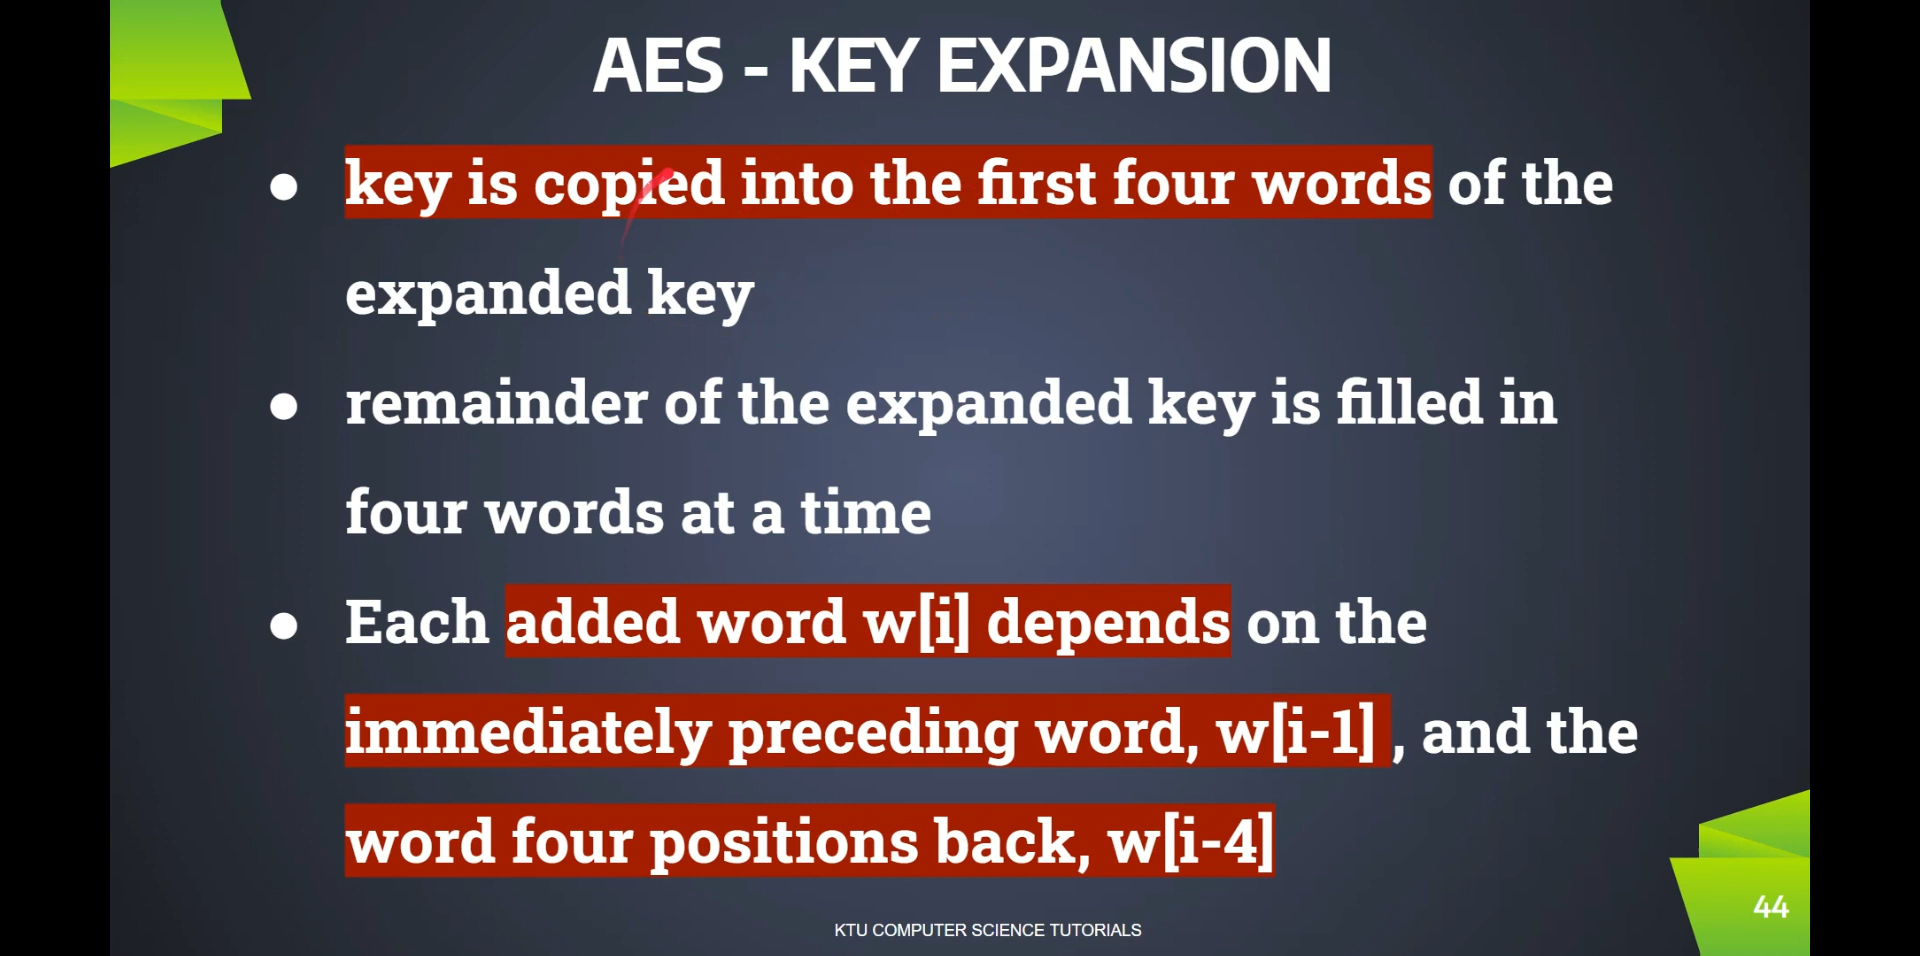 AES - KEY EXPANSION
● key is copied into the first four words of the
expanded key
● remainder of the expanded key is filled in
four words at a time
● Each added word w[i] depends on the
immediately preceding word, w[i-1] , and the
word four positions back, w[i-4]
44
KTU COMPUTER SCIENCE TUTORIALS